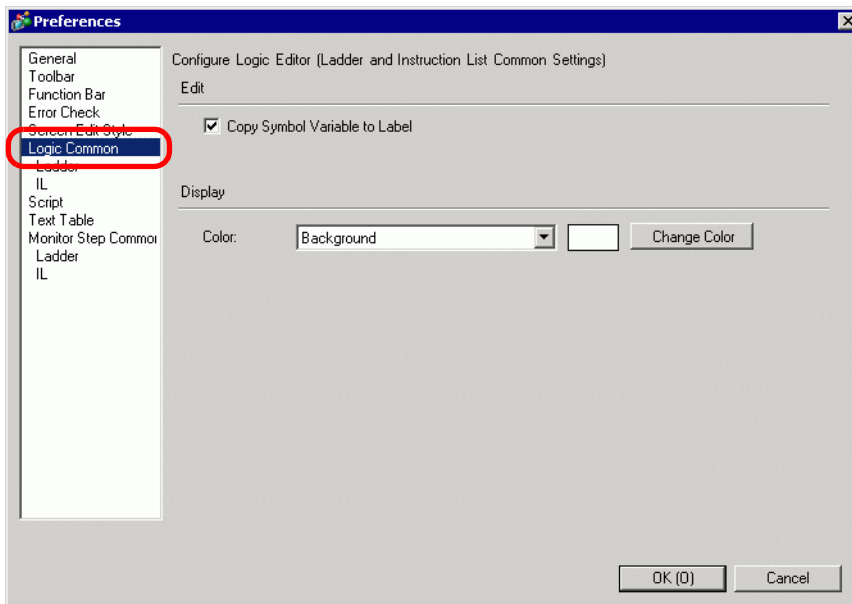 Preferences
General
Toolbar
Function Bar
Error Check
Screen Edit Style
Logic Common
Ladder
IL
Script
Text Table
Monitor Step Commo
Ladder
IL
Configure Logic Editor (Ladder and Instruction List Common Settings)
Edit
Copy Symbol Variable to Label
Display
Color: Background Change Color
OK (O) Cancel